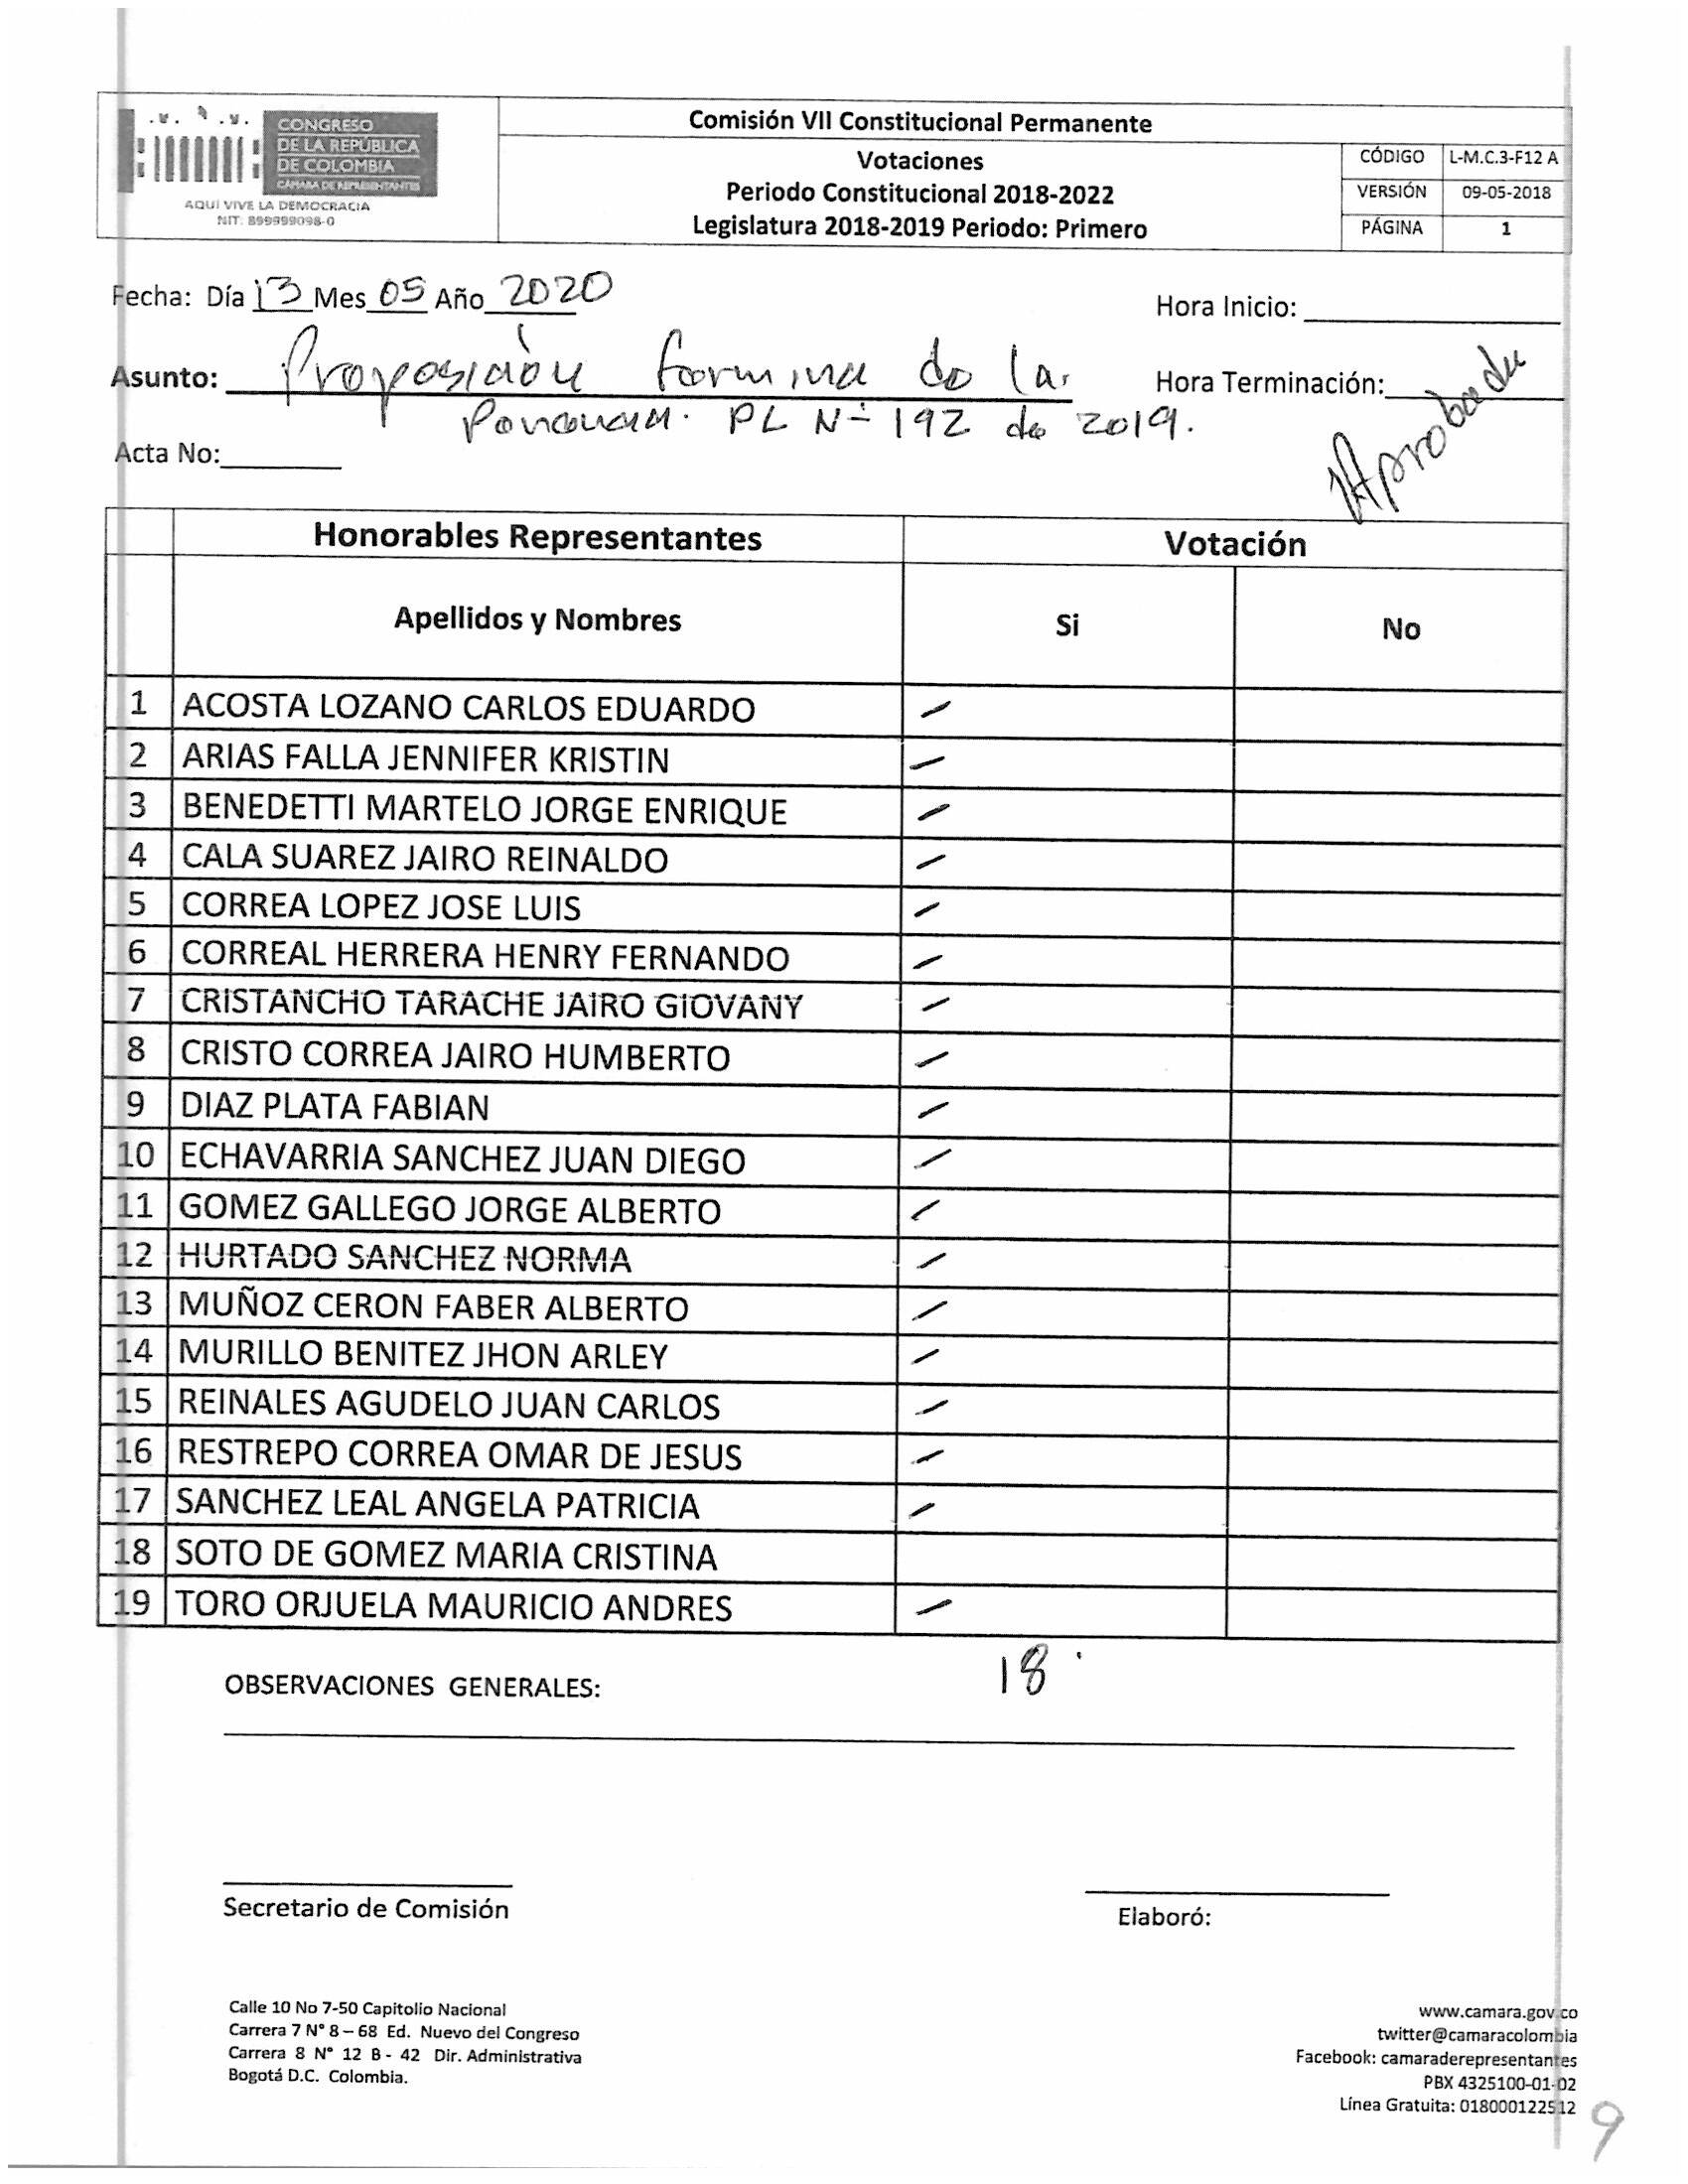 CONGRESO
DE LA REPÚBLICA
DE COLOMBIA
CÁMARA DE REPRESENTANTES
AQUÍ VIVE LA DEMOCRACIA
NIT: 899999098-0
Comisión VII Constitucional Permanente
Votaciones
Periodo Constitucional 2018-2022
Legislatura 2018-2019 Periodo: Primero
CÓDIGO L-M.C.3-F12 A
VERSIÓN 09-05-2018
PÁGINA 1
Fecha: Día 13 Mes 05 Año 2020
Hora Inicio:
Asunto: Proposición termina de la
Hora Terminación:
PL Nº 192 de 2019.
Aprobado
Acta No:
Honorables Representantes Votación
Apellidos y Nombres Si No
1 ACOSTA LOZANO CARLOS EDUARDO
2 ARIAS FALLA JENNIFER KRISTIN
3 BENEDETTI MARTELO JORGE ENRIQUE
4 CALA SUAREZ JAIRO REINALDO
5 CORREA LOPEZ JOSE LUIS
6 CORREAL HERRERA HENRY FERNANDO
7 CRISTANCHO TARACHE JAIRO GIOVANY
8 CRISTO CORREA JAIRO HUMBERTO
9 DIAZ PLATA FABIAN
10 ECHAVARRIA SANCHEZ JUAN DIEGO
11 GOMEZ GALLEGO JORGE ALBERTO
12 HURTADO SANCHEZ NORMA
13 MUÑOZ CERON FABER ALBERTO
14 MURILLO BENITEZ JHON ARLEY
15 REINALES AGUDELO JUAN CARLOS
16 RESTREPO CORREA OMAR DE JESUS
17 SANCHEZ LEAL ANGELA PATRICIA
18 SOTO DE GOMEZ MARIA CRISTINA
19 TORO ORJUELA MAURICIO ANDRES
18
OBSERVACIONES GENERALES:
Secretario de Comisión
Elaboró:
Calle 10 No 7-50 Capitolio Nacional
Carrera 7 N° 8 – 68 Ed. Nuevo del Congreso
Carrera 8 N° 12 B - 42 Dir. Administrativa
Bogotá D.C. Colombia.
www.camara.gov.co
twitter@camaracolombia
Facebook: camaraderepresentantes
PBX 4325100-01-02
Línea Gratuita: 018000122512
9